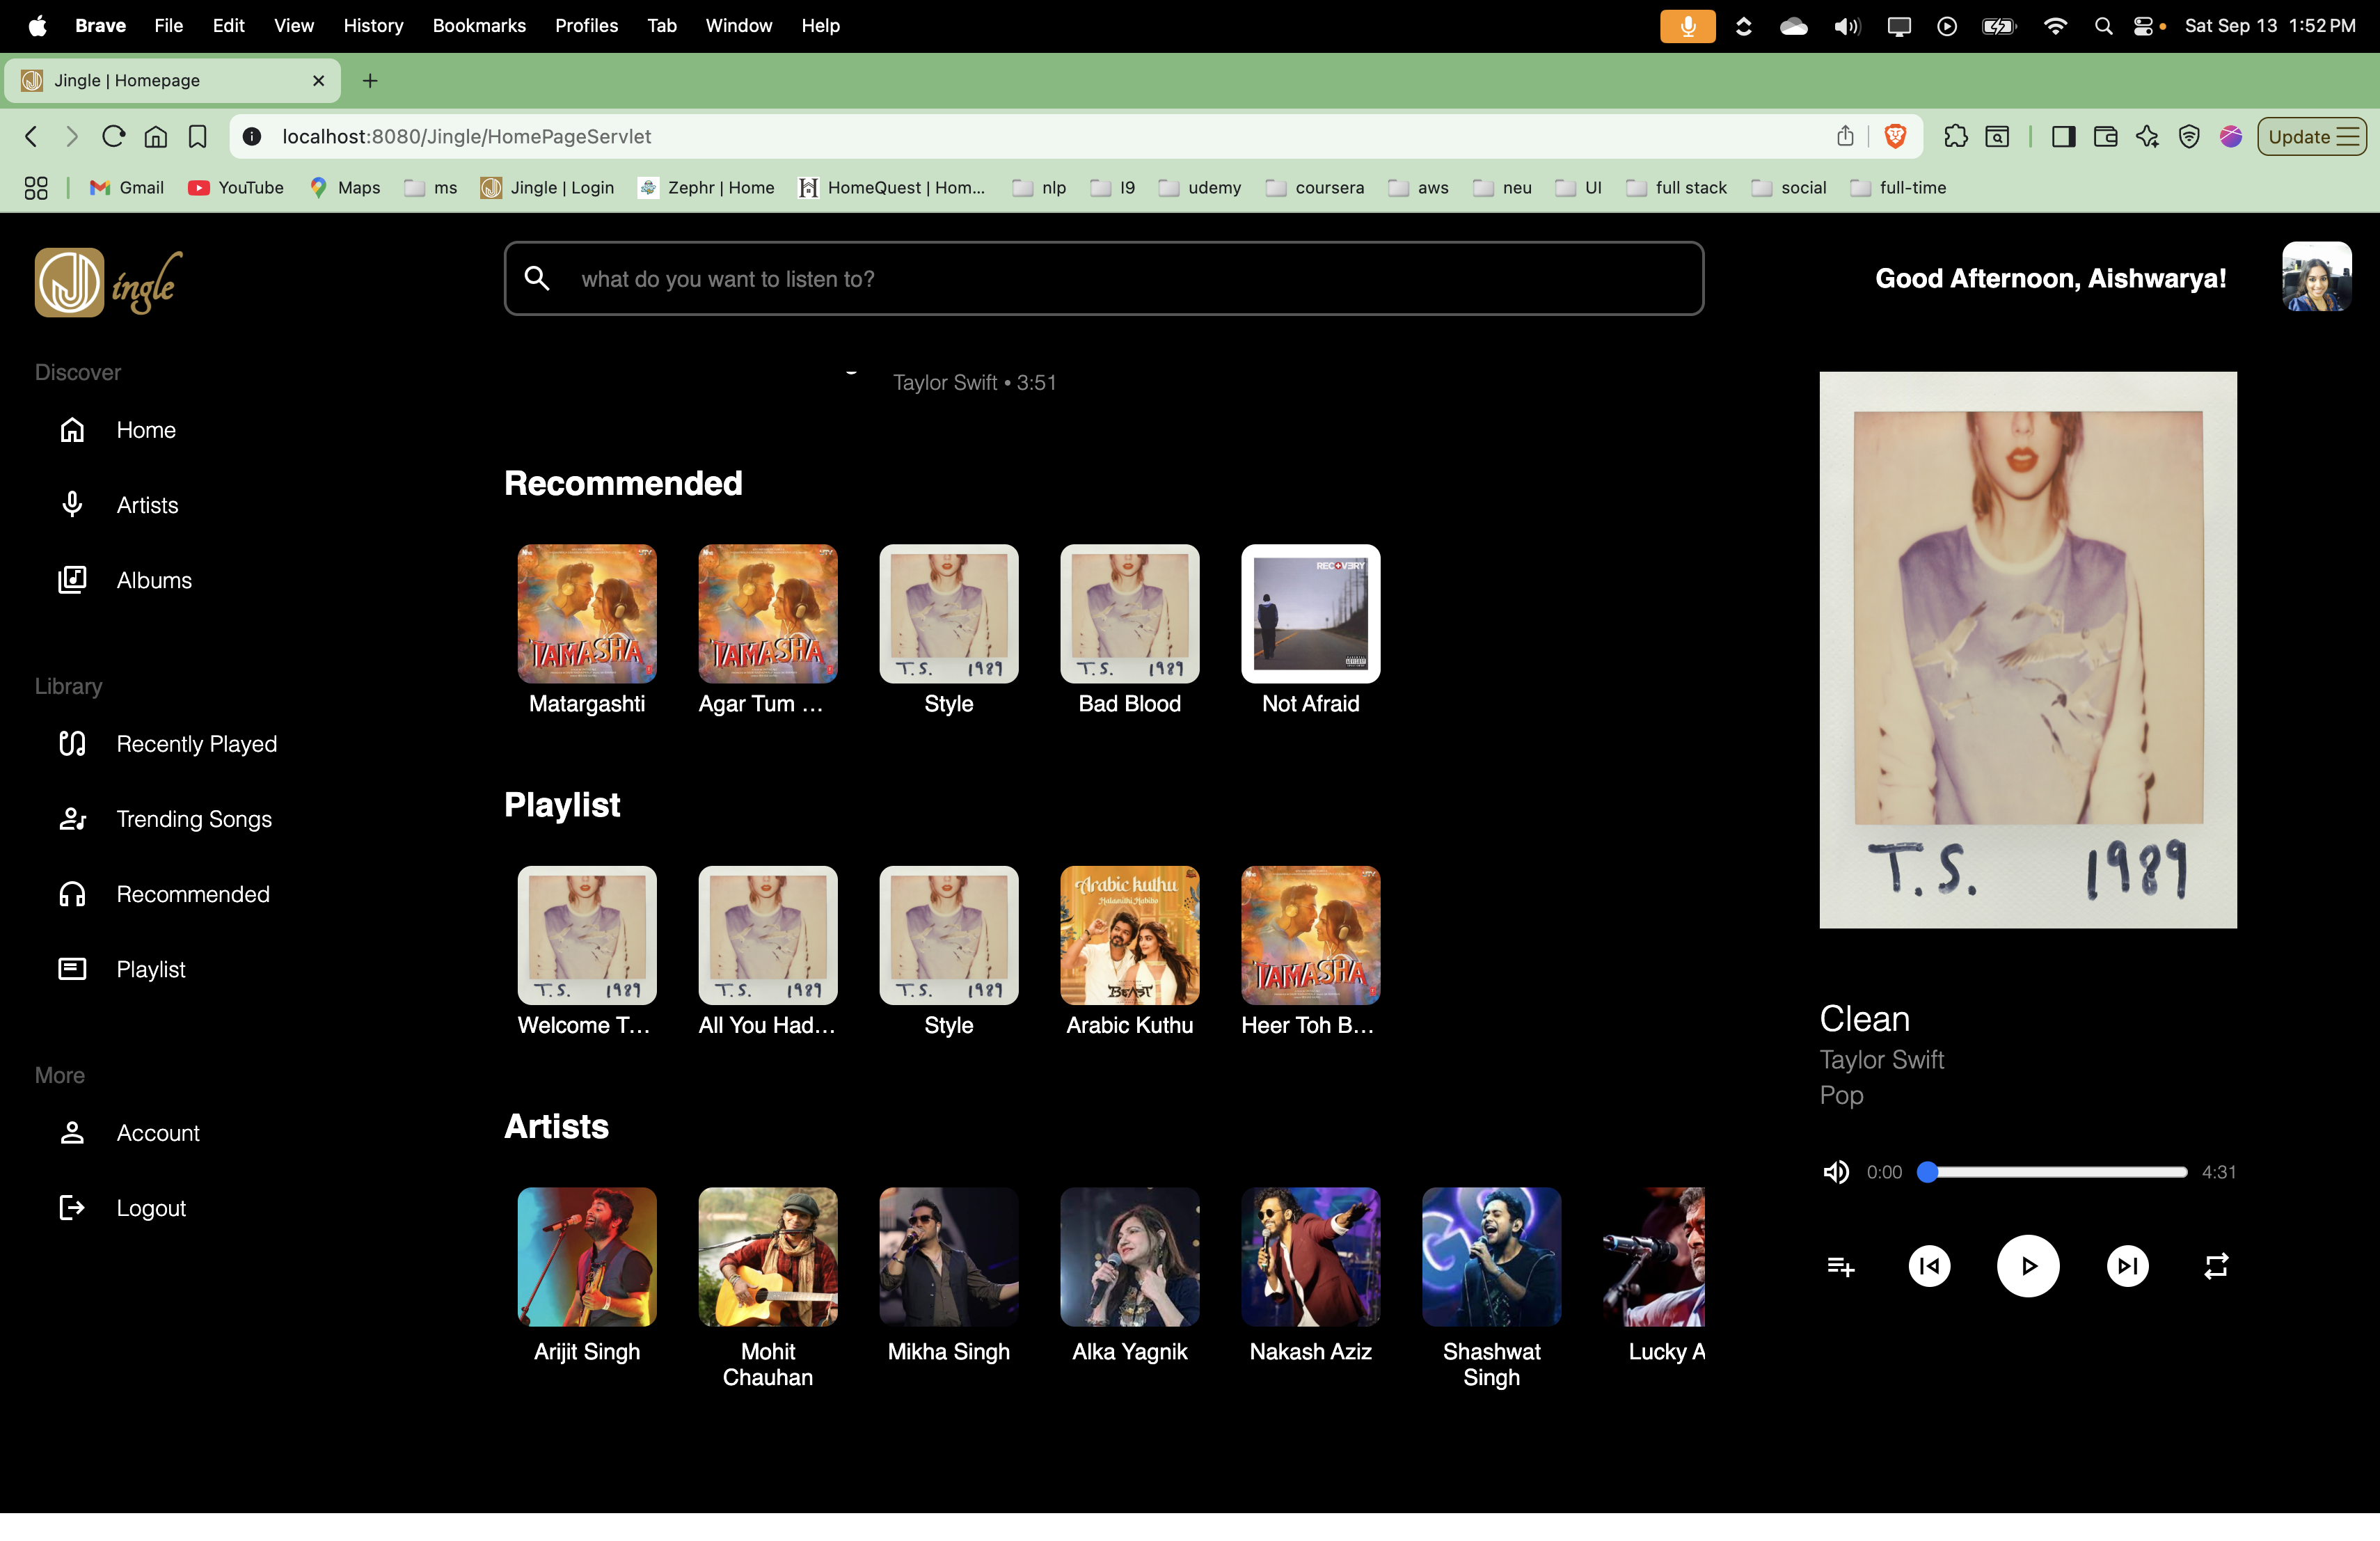 Brave File Edit View History Bookmarks Profiles Tab Window Help Sat Sep 13 1:52 PM
Jingle | Homepage
localhost:8080/Jingle/HomePageServlet Update
Gmail YouTube Maps ms Jingle | Login Zephr | Home HomeQuest | Hom... nlp I9 udemy coursera aws neu UI full stack social full-time
Jingle
what do you want to listen to?
Good Afternoon, Aishwarya!
Discover
Home
Artists
Albums
Library
Recently Played
Trending Songs
Recommended
Playlist
More
Account
Logout
Taylor Swift • 3:51
Recommended
TAMASHA TAMASHA T.S. 1989 T.S. 1989 RECOVERY
Matargashti Agar Tum ... Style Bad Blood Not Afraid
Playlist
T.S. 1989 T.S. 1989 T.S. 1989 Arabic kuthu BEAST TAMASHA
Welcome T... All You Had... Style Arabic Kuthu Heer Toh B...
Artists
Arijit Singh Mohit Chauhan Mikha Singh Alka Yagnik Nakash Aziz Shashwat Singh Lucky A
T.S. 1989
Clean
Taylor Swift
Pop
0:00 4:31